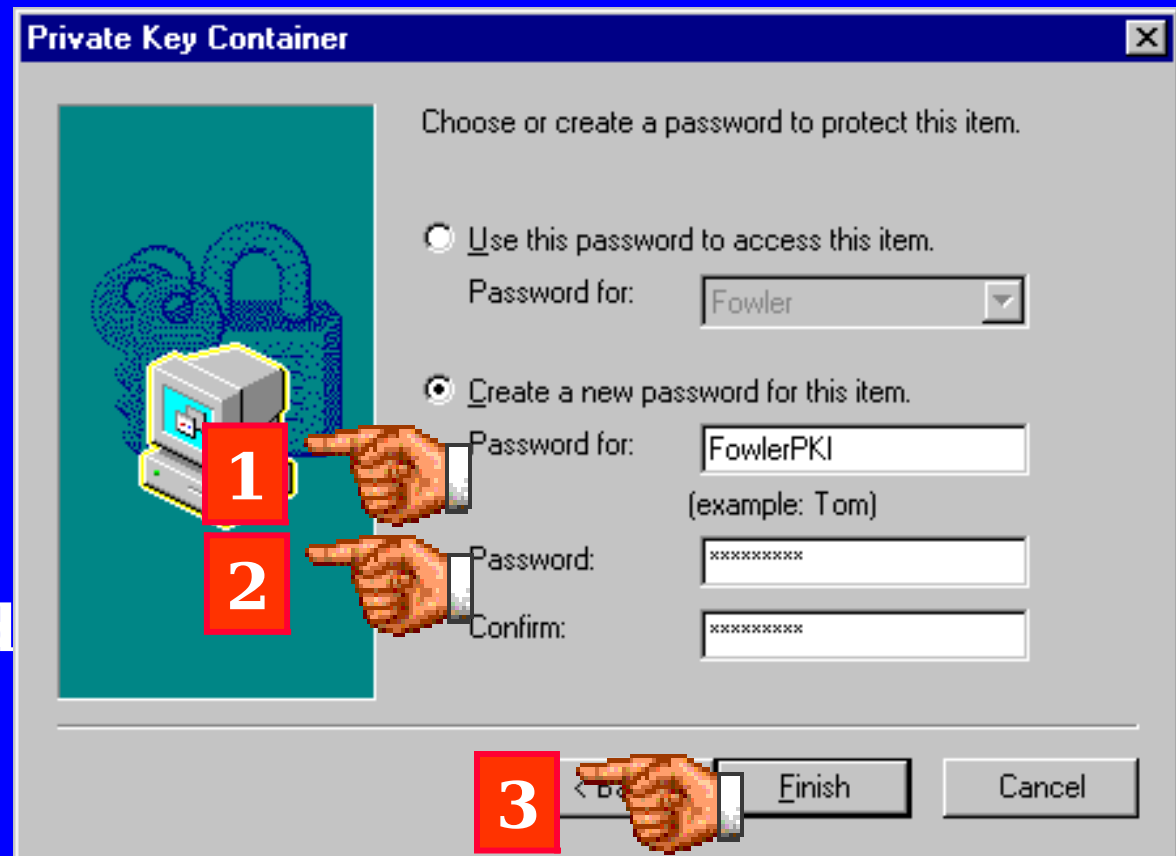 Private Key Container
Choose or create a password to protect this item.
Use this password to access this item.
Password for:
Fowler
Create a new password for this item.
1
Password for:
FowlerPKI
(example: Tom)
2
Password:
*********
Confirm:
*********
3
Finish
Cancel